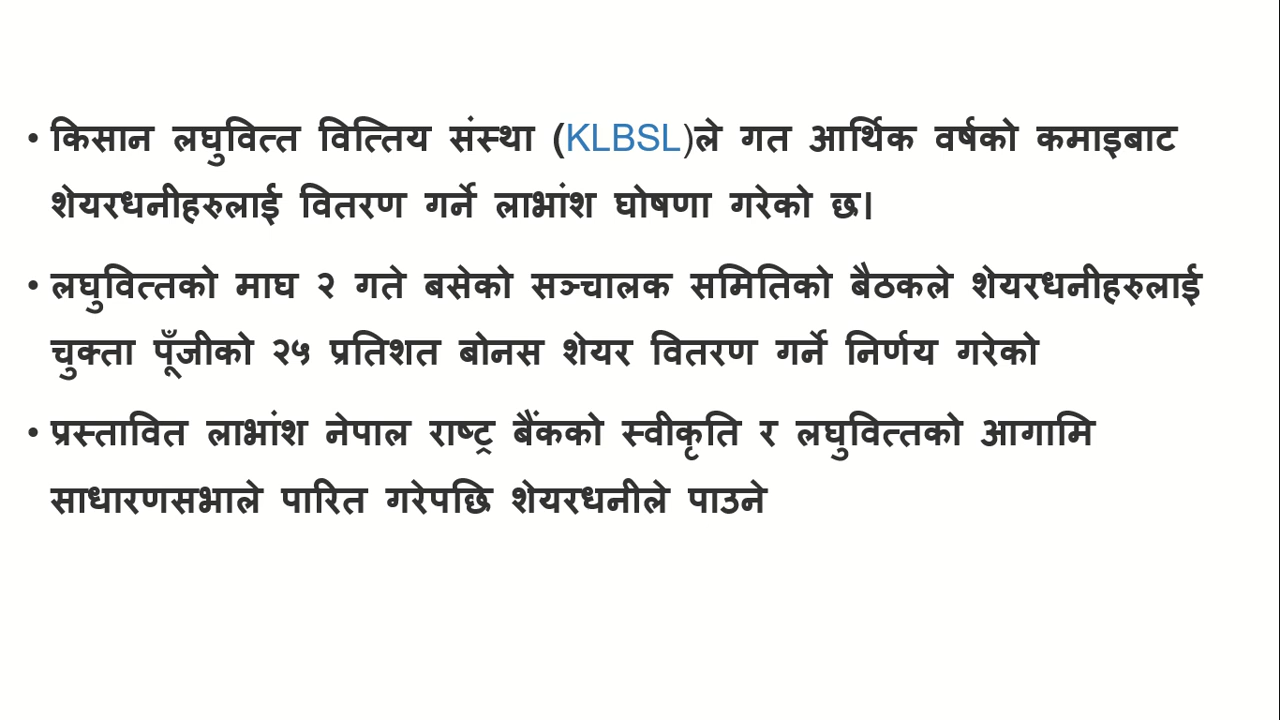 • किसान लघुवित्त वित्तिय संस्था (KLBSL)ले गत आर्थिक वर्षको कमाइबाट
शेयरधनीहरुलाई वितरण गर्ने लाभांश घोषणा गरेको छ।
• लघुवित्तको माघ २ गते बसेको सञ्चालक समितिको बैठकले शेयरधनीहरुलाई
चुक्ता पूँजीको २५ प्रतिशत बोनस शेयर वितरण गर्ने निर्णय गरेको
• प्रस्तावित लाभांश नेपाल राष्ट्र बैंकको स्वीकृति र लघुवित्तको आगामि
साधारणसभाले पारित गरेपछि शेयरधनीले पाउने